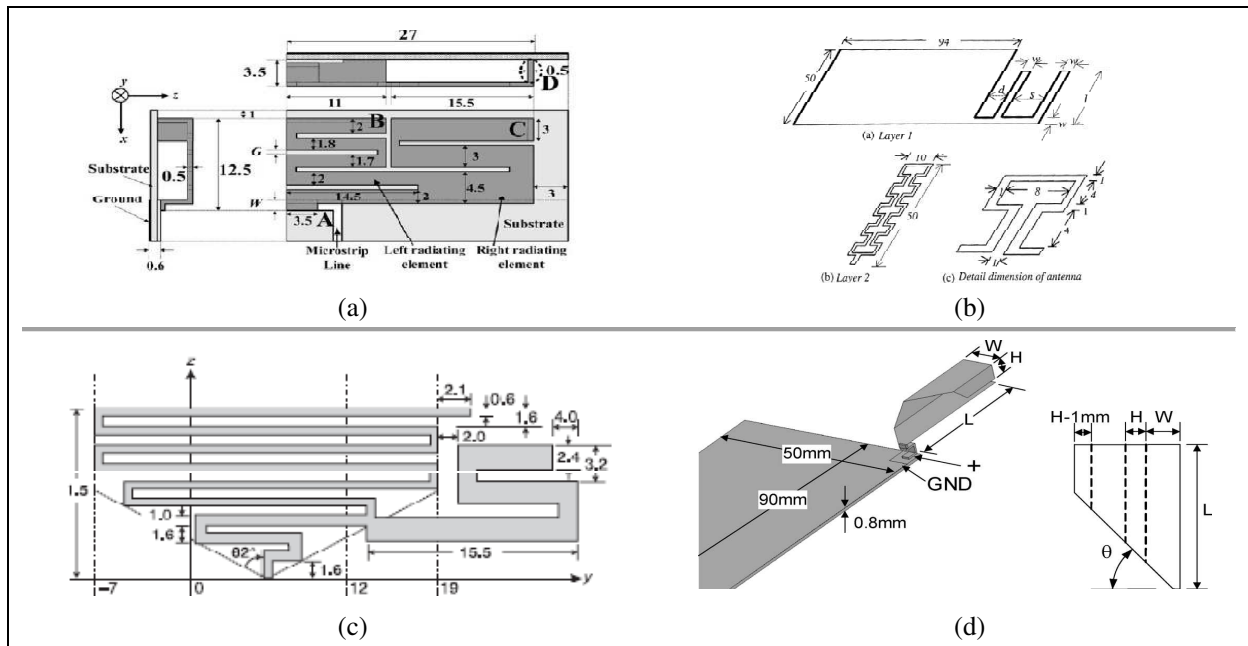 27
3.5
0.5
D
11
15.5
y
z
x
1
B
2
C
3
G
1.8
1.7
3
12.5
0.5
Substrate
2
4.5
14.5
2
3
W
Ground
3.5
A
Substrate
Microstrip
Line
Left radiating
element
Right radiating
element
0.6
(a)
94
50
w
w
d
s
l
w
(a) Layer 1
10
50
(b) Layer 2
1
8
1
4
1
4
(c) Detail dimension of antenna
(b)
z
2.1
0.6
1.6
4.0
2.0
2.4
3.2
1.0
1.6
15.5
1.6
y
–7
0
12
19
(c)
W
H
L
50mm
+
GND
90mm
0.8mm
H-1mm
H
W
L
θ
(d)